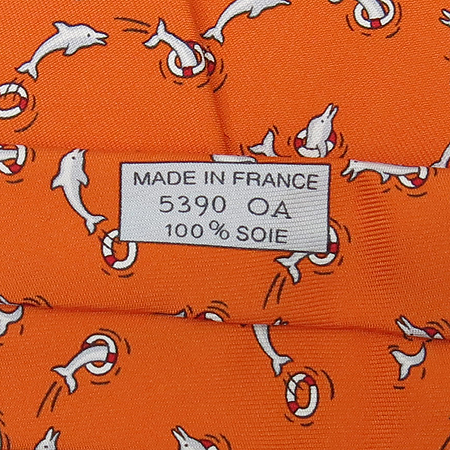 MADE IN FRANCE
5390 OA
100% SOIE